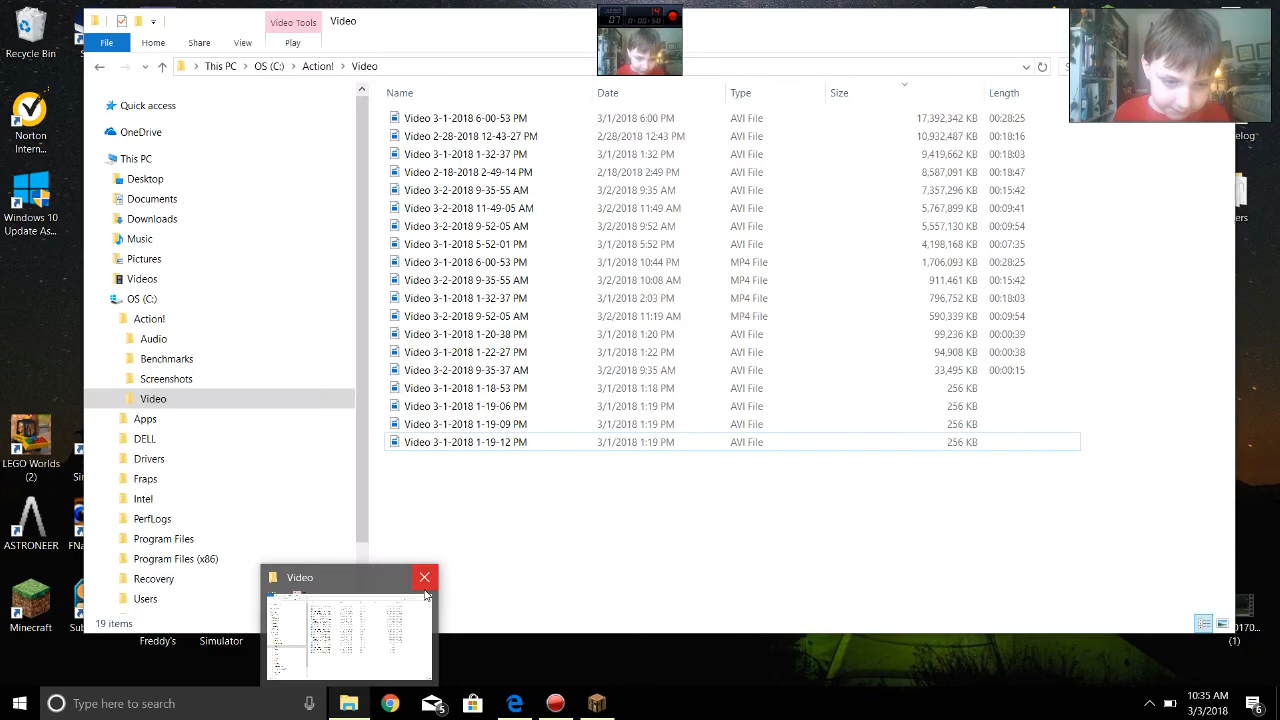 Recycle Bin
Norton
Intern...
Windows 10
Update As...
LEGO Worlds
(2)
ASTRONEER
Minecraft
Video Tools
Video
File
Home
Share
View
Play
This PC
OS (C:)
Action!
Video
Quick access
OneDrive
This PC
Desktop
Documents
Downloads
Music
Pictures
Videos
OS (C:)
Action!
Audio
Benchmarks
Screenshots
Video
Apps
DELL
Drivers
Fraps
Intel
PerfLogs
Program Files
Program Files (x86)
Recovery
Users
19 items
Name Date Type Size Length
Video 3-1-2018 6-00-53 PM 3/1/2018 6:00 PM AVI File 17,392,342 KB 00:28:25
Video 2-28-2018 12-43-27 PM 2/28/2018 12:43 PM AVI File 10,932,487 KB 00:18:16
Video 3-1-2018 1-32-37 PM 3/1/2018 1:32 PM AVI File 9,419,662 KB 00:18:03
Video 2-18-2018 2-49-14 PM 2/18/2018 2:49 PM AVI File 8,587,091 KB 00:18:47
Video 3-2-2018 9-35-55 AM 3/2/2018 9:35 AM AVI File 7,357,296 KB 00:15:42
Video 3-2-2018 11-49-05 AM 3/2/2018 11:49 AM AVI File 5,767,899 KB 00:09:41
Video 3-2-2018 9-52-05 AM 3/2/2018 9:52 AM AVI File 5,557,130 KB 00:09:54
Video 3-1-2018 5-52-01 PM 3/1/2018 5:52 PM AVI File 4,198,168 KB 00:07:35
Video 3-1-2018 6-00-53 PM 3/1/2018 10:44 PM MP4 File 1,706,093 KB 00:28:25
Video 3-2-2018 9-35-55 AM 3/2/2018 10:08 AM MP4 File 911,461 KB 00:15:42
Video 3-1-2018 1-32-37 PM 3/1/2018 2:03 PM MP4 File 796,752 KB 00:18:03
Video 3-2-2018 9-52-05 AM 3/2/2018 11:19 AM MP4 File 590,339 KB 00:09:54
Video 3-1-2018 1-20-38 PM 3/1/2018 1:20 PM AVI File 99,236 KB 00:00:39
Video 3-1-2018 1-22-27 PM 3/1/2018 1:22 PM AVI File 94,908 KB 00:00:38
Video 3-2-2018 9-35-37 AM 3/2/2018 9:35 AM AVI File 33,495 KB 00:00:15
Video 3-1-2018 1-18-53 PM 3/1/2018 1:18 PM AVI File 256 KB
Video 3-1-2018 1-19-06 PM 3/1/2018 1:19 PM AVI File 256 KB
Video 3-1-2018 1-19-09 PM 3/1/2018 1:19 PM AVI File 256 KB
Video 3-1-2018 1-19-12 PM 3/1/2018 1:19 PM AVI File 256 KB
Video
Freddy's
Simulator
(1)
Type here to search
10:35 AM
3/3/2018